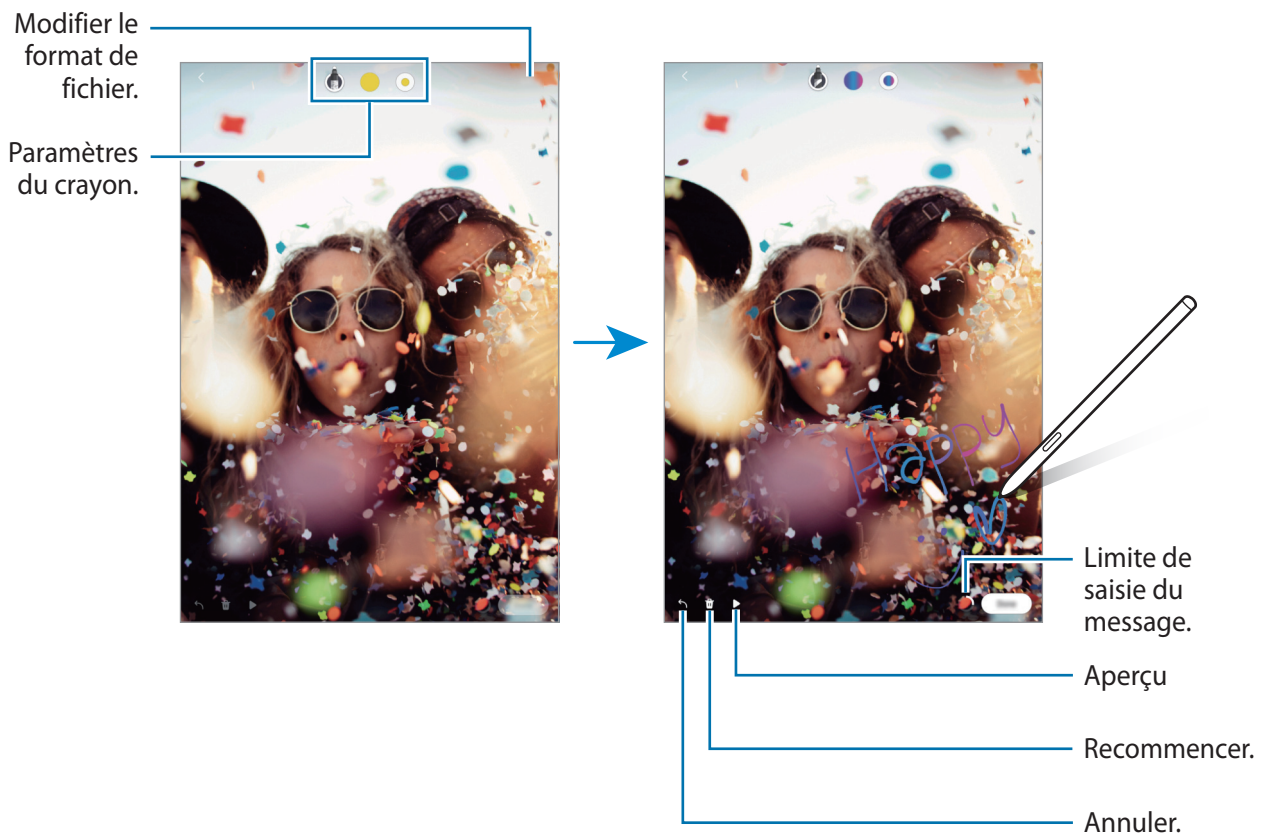 Modifier le
format de
fichier.
Paramètres
du crayon.
Happy
Limite de
saisie du
message.
Aperçu
Recommencer.
Annuler.